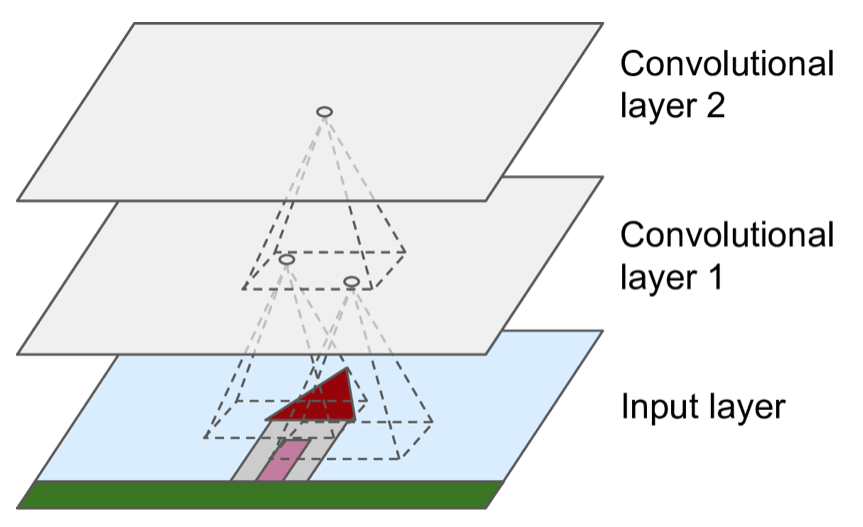 Convolutional
layer 2
Convolutional
layer 1
Input layer